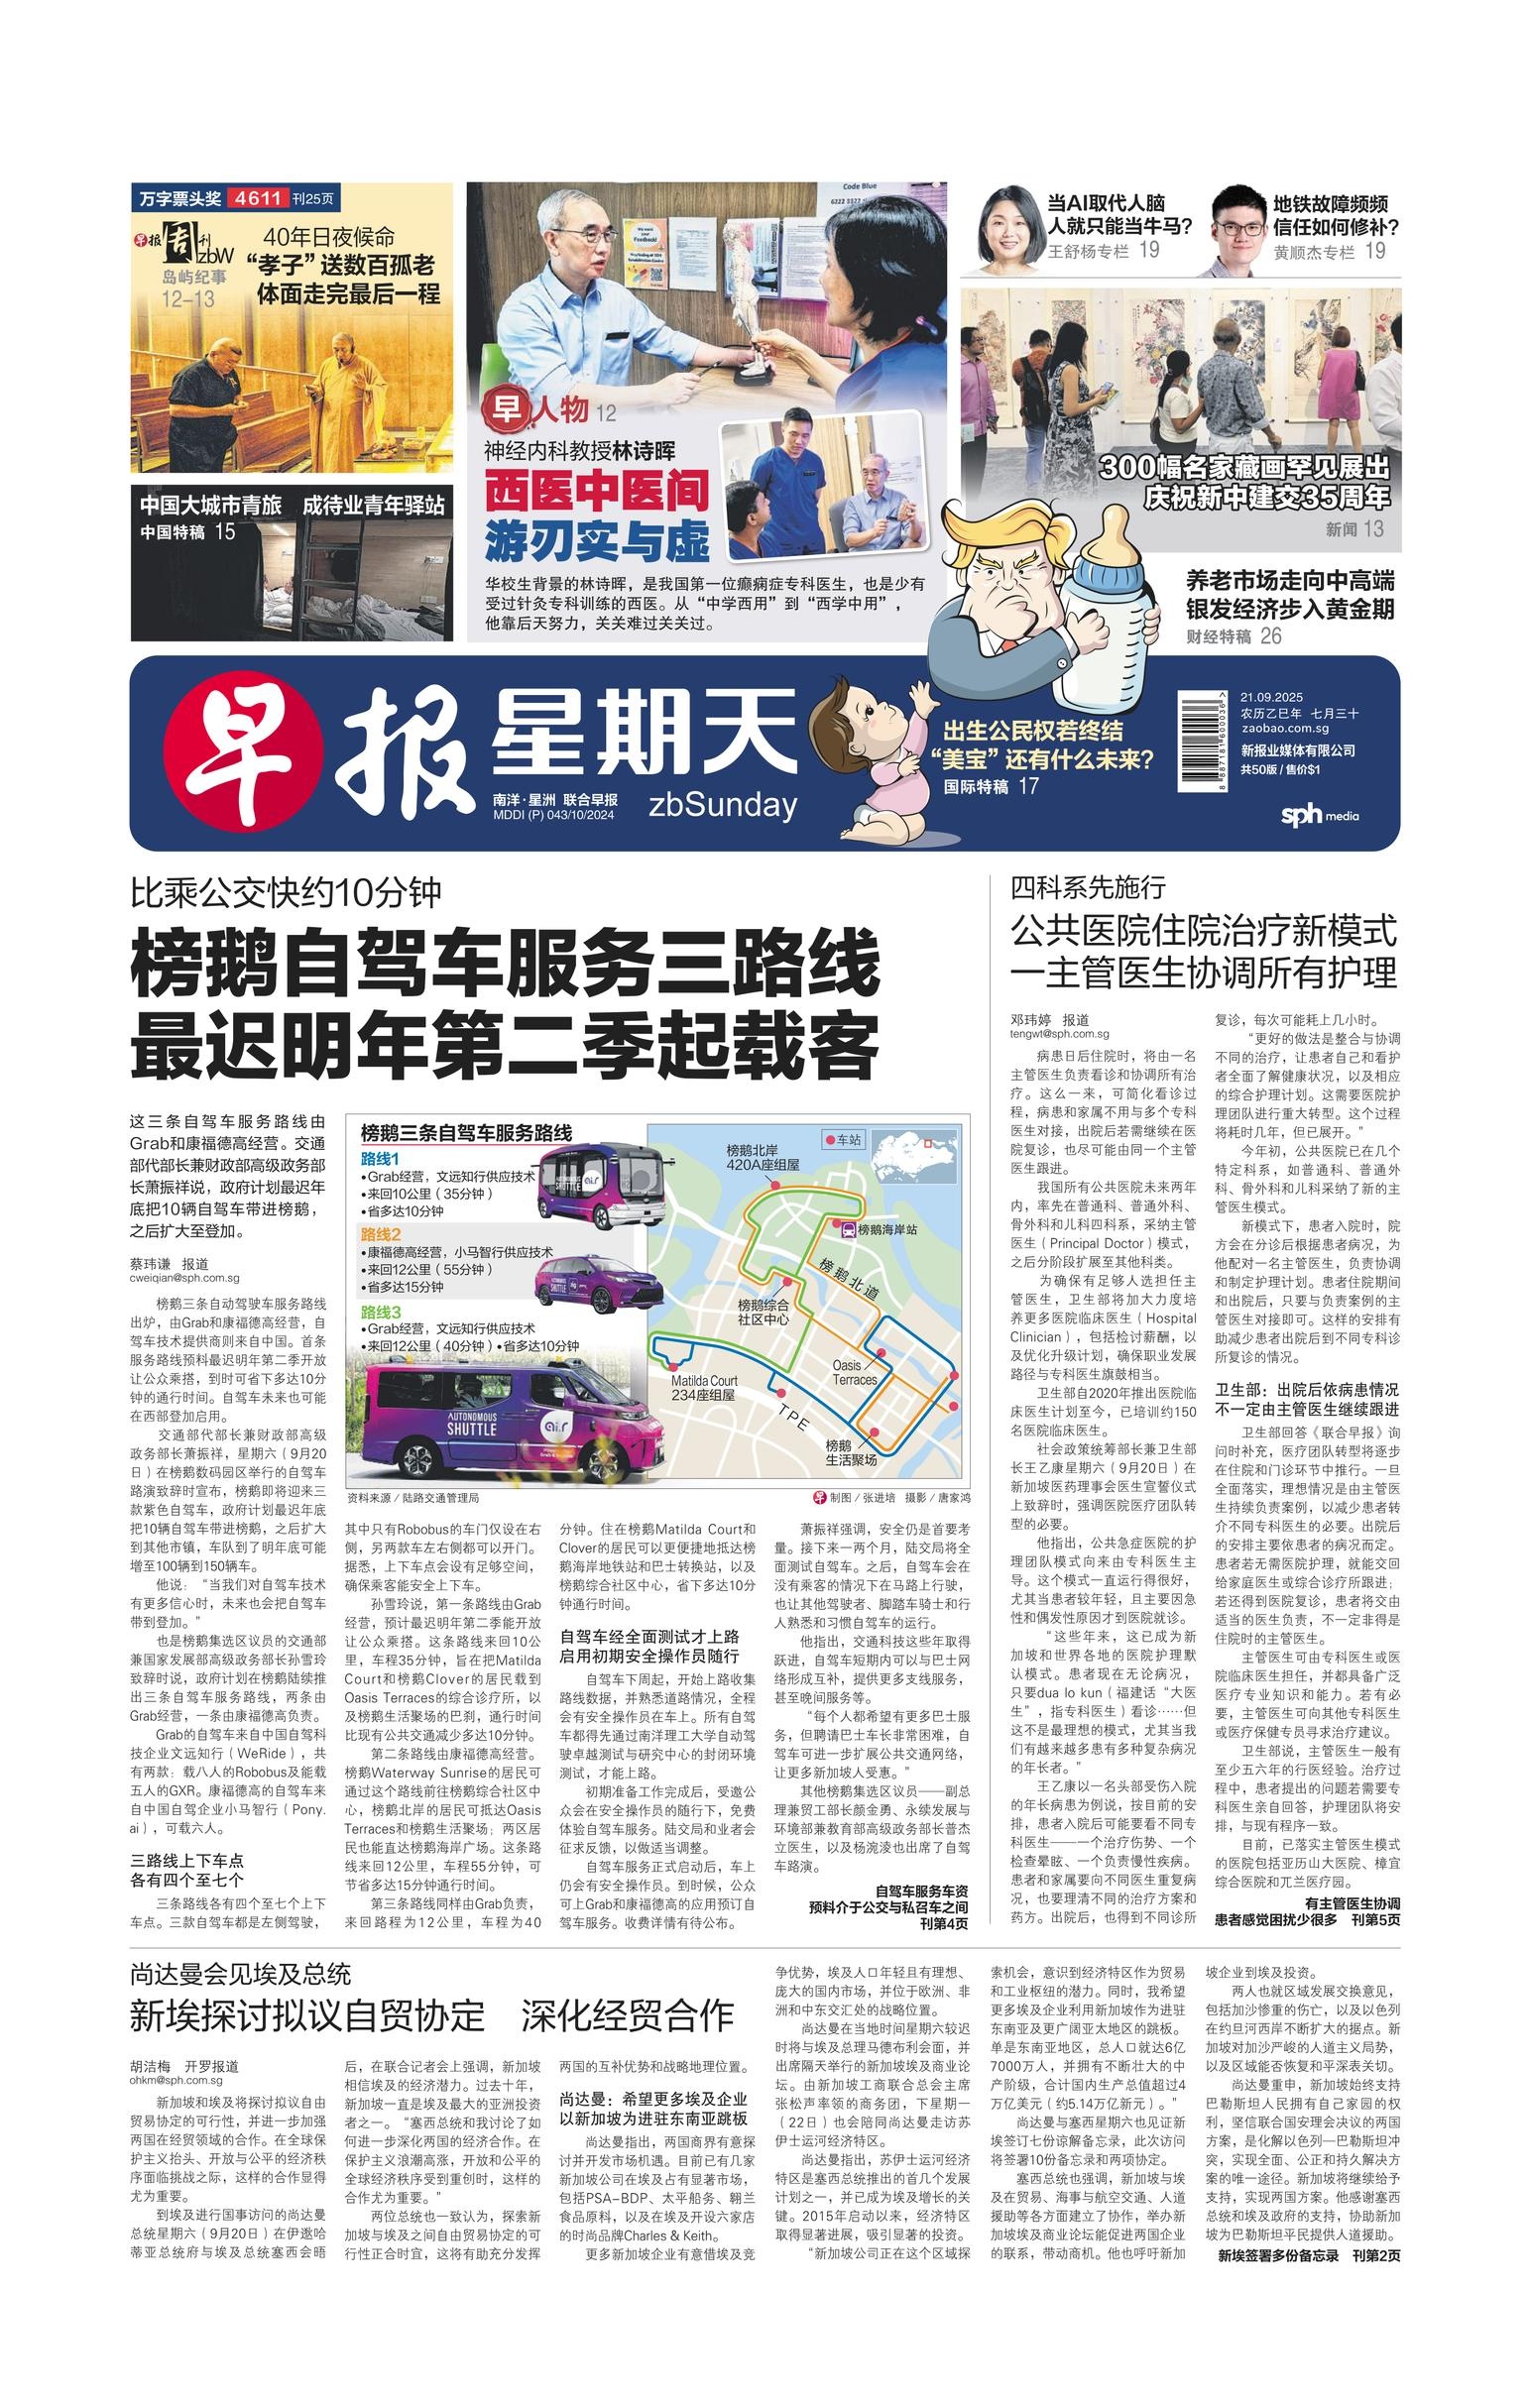 万字票头奖 4611 刊25页
早报周刊
zbW
岛屿纪事
12-13
40年日夜候命
“孝子”送数百孤老
体面走完最后一程
中国大城市青旅 成待业青年驿站
中国特稿 15
Code Blue
早人物 12
神经内科教授林诗晖
西医中医间
游刃实与虚
华校生背景的林诗晖，是我国第一位癫痫症专科医生，也是少有
受过针灸专科训练的西医。从“中学西用”到“西学中用”，
他靠后天努力，关关难过关关过。
当AI取代人脑
人就只能当牛马?
王舒杨专栏 19
地铁故障频频
信任如何修补?
黄顺杰专栏 19
300幅名家藏画罕见展出
庆祝新中建交35周年
新闻 13
养老市场走向中高端
银发经济步入黄金期
财经特稿 26
早报 星期天
南洋·星洲 联合早报
MDDI (P) 043/10/2024
zbSunday
出生公民权若终结
“美宝”还有什么未来?
国际特稿 17
21.09.2025
农历乙巳年 七月三十
zaobao.com.sg
新报业媒体有限公司
共50版 / 售价$1
sph media
比乘公交快约10分钟
榜鹅自驾车服务三路线
最迟明年第二季起载客
这三条自驾车服务路线由
Grab和康福德高经营。交通
部代部长兼财政部高级政务部
长萧振祥说，政府计划最迟年
底把10辆自驾车带进榜鹅，
之后扩大至登加。
蔡玮谦 报道
cweiqian@sph.com.sg
榜鹅三条自动驾驶车服务路线
出炉，由Grab和康福德高经营，自
驾车技术提供商则来自中国。首条
服务路线预料最迟明年第二季开放
让公众乘搭，到时可省下多达10分
钟的通行时间。自驾车未来也可能
在西部登加启用。
交通部代部长兼财政部高级
政务部长萧振祥，星期六（9月20
日）在榜鹅数码园区举行的自驾车
路演致辞时宣布，榜鹅即将迎来三
款紫色自驾车，政府计划最迟年底
把10辆自驾车带进榜鹅，之后扩大
到其他市镇，车队到了明年底可能
增至100辆到150辆车。
他说：“当我们对自驾车技术
有更多信心时，未来也会把自驾车
带到登加。”
也是榜鹅集选区议员的交通部
兼国家发展部高级政务部长孙雪玲
致辞时说，政府计划在榜鹅陆续推
出三条自驾车服务路线，两条由
Grab经营，一条由康福德高负责。
Grab的自驾车来自中国自驾科
技企业文远知行（WeRide），共
有两款：载八人的Robobus及能载
五人的GXR。康福德高的自驾车来
自中国自驾企业小马智行（Pony.
ai），可载六人。
三路线上下车点
各有四个至七个
三条路线各有四个至七个上下
车点。三款自驾车都是左侧驾驶，
榜鹅三条自驾车服务路线
路线1
•Grab经营，文远知行供应技术
•来回10公里（35分钟）
•省多达10分钟
路线2
•康福德高经营，小马智行供应技术
•来回12公里（55分钟）
•省多达15分钟
路线3
•Grab经营，文远知行供应技术
•来回12公里（40分钟）•省多达10分钟
AUTONOMOUS
SHUTTLE
ai.r
车站
榜鹅北岸
420A座组屋
榜鹅海岸站
榜鹅北道
榜鹅综合
社区中心
Oasis
Terraces
Matilda Court
234座组屋
TPE
榜鹅
生活聚场
资料来源／陆路交通管理局
早 制图／张进培 摄影／唐家鸿
其中只有Robobus的车门仅设在右
侧，另两款车左右侧都可以开门。
据悉，上下车点会设有足够空间，
确保乘客能安全上下车。
孙雪玲说，第一条路线由Grab
经营，预计最迟明年第二季能开放
让公众乘搭。这条路线来回10公
里，车程35分钟，旨在把Matilda
Court和榜鹅Clover的居民载到
Oasis Terraces的综合诊疗所，以
及榜鹅生活聚场的巴刹，通行时间
比现有公共交通减少多达10分钟。
第二条路线由康福德高经营。
榜鹅Waterway Sunrise的居民可
通过这个路线前往榜鹅综合社区中
心，榜鹅北岸的居民可抵达Oasis
Terraces和榜鹅生活聚场；两区居
民也能直达榜鹅海岸广场。这条路
线来回12公里，车程55分钟，可
节省多达15分钟通行时间。
第三条路线同样由Grab负责，
来回路程为12公里，车程为40
分钟。住在榜鹅Matilda Court和
Clover的居民可以更便捷地抵达榜
鹅海岸地铁站和巴士转换站，以及
榜鹅综合社区中心，省下多达10分
钟通行时间。
自驾车经全面测试才上路
启用初期安全操作员随行
自驾车下周起，开始上路收集
路线数据，并熟悉道路情况，全程
会有安全操作员在车上。所有自驾
车都得先通过南洋理工大学自动驾
驶卓越测试与研究中心的封闭环境
测试，才能上路。
初期准备工作完成后，受邀公
众会在安全操作员的随行下，免费
体验自驾车服务。陆交局和业者会
征求反馈，以做适当调整。
自驾车服务正式启动后，车上
仍会有安全操作员。到时候，公众
可上Grab和康福德高的应用预订自
驾车服务。收费详情有待公布。
萧振祥强调，安全仍是首要考
量。接下来一两个月，陆交局将全
面测试自驾车。之后，自驾车会在
没有乘客的情况下在马路上行驶，
也让其他驾驶者、脚踏车骑士和行
人熟悉和习惯自驾车的运行。
他指出，交通科技这些年取得
跃进，自驾车短期内可以与巴士网
络形成互补，提供更多支线服务，
甚至晚间服务等。
“每个人都希望有更多巴士服
务，但聘请巴士车长非常困难，自
驾车可进一步扩展公共交通网络，
让更多新加坡人受惠。”
其他榜鹅集选区议员——副总
理兼贸工部长颜金勇、永续发展与
环境部兼教育部高级政务部长普杰
立医生，以及杨涴淩也出席了自驾
车路演。
自驾车服务车资
预料介于公交与私召车之间
刊第4页
四科系先施行
公共医院住院治疗新模式
一主管医生协调所有护理
邓玮婷 报道
tengwt@sph.com.sg
病患日后住院时，将由一名
主管医生负责看诊和协调所有治
疗。这么一来，可简化看诊过
程，病患和家属不用与多个专科
医生对接，出院后若需继续在医
院复诊，也尽可能由同一个主管
医生跟进。
我国所有公共医院未来两年
内，率先在普通科、普通外科、
骨外科和儿科四科系，采纳主管
医生（Principal Doctor）模式，
之后分阶段扩展至其他科类。
为确保有足够人选担任主
管医生，卫生部将加大力度培
养更多医院临床医生（Hospital
Clinician），包括检讨薪酬，以
及优化升级计划，确保职业发展
路径与专科医生旗鼓相当。
卫生部自2020年推出医院临
床医生计划至今，已培训约150
名医院临床医生。
社会政策统筹部长兼卫生部
长王乙康星期六（9月20日）在
新加坡医药理事会医生宣誓仪式
上致辞时，强调医院医疗团队转
型的必要。
他指出，公共急症医院的护
理团队模式向来由专科医生主
导。这个模式一直运行得很好，
尤其当患者较年轻，且主要因急
性和偶发性原因才到医院就诊。
“这些年来，这已成为新
加坡和世界各地的医院护理默
认模式。患者现在无论病况，
只要dua lo kun（福建话“大医
生”，指专科医生）看诊……但
这不是最理想的模式，尤其当我
们有越来越多患有多种复杂病况
的年长者。”
王乙康以一名头部受伤入院
的年长病患为例说，按目前的安
排，患者入院后可能要看不同专
科医生——一个治疗伤势、一个
检查晕眩、一个负责慢性疾病。
患者和家属要向不同医生重复病
况，也要理清不同的治疗方案和
药方。出院后，也得到不同诊所
复诊，每次可能耗上几小时。
“更好的做法是整合与协调
不同的治疗，让患者自己和看护
者全面了解健康状况，以及相应
的综合护理计划。这需要医院护
理团队进行重大转型。这个过程
将耗时几年，但已展开。”
今年初，公共医院已在几个
特定科系，如普通科、普通外
科、骨外科和儿科采纳了新的主
管医生模式。
新模式下，患者入院时，院
方会在分诊后根据患者病况，为
他配对一名主管医生，负责协调
和制定护理计划。患者住院期间
和出院后，只要与负责案例的主
管医生对接即可。这样的安排有
助减少患者出院后到不同专科诊
所复诊的情况。
卫生部：出院后依病患情况
不一定由主管医生继续跟进
卫生部回答《联合早报》询
问时补充，医疗团队转型将逐步
在住院和门诊环节中推行。一旦
全面落实，理想情况是由主管医
生持续负责案例，以减少患者转
介不同专科医生的必要。出院后
的安排主要依患者的病况而定。
患者若无需医院护理，就能交回
给家庭医生或综合诊疗所跟进；
若还得到医院复诊，患者将交由
适当的医生负责，不一定非得是
住院时的主管医生。
主管医生可由专科医生或医
院临床医生担任，并都具备广泛
医疗专业知识和能力。若有必
要，主管医生可向其他专科医生
或医疗保健专员寻求治疗建议。
卫生部说，主管医生一般有
至少五六年的行医经验。治疗过
程中，患者提出的问题若需要专
科医生亲自回答，护理团队将安
排，与现有程序一致。
目前，已落实主管医生模式
的医院包括亚历山大医院、樟宜
综合医院和兀兰医疗园。
有主管医生协调
患者感觉困扰少很多 刊第5页
尚达曼会见埃及总统
新埃探讨拟议自贸协定 深化经贸合作
胡洁梅 开罗报道
ohkm@sph.com.sg
新加坡和埃及将探讨拟议自由
贸易协定的可行性，并进一步加强
两国在经贸领域的合作。在全球保
护主义抬头、开放与公平的经济秩
序面临挑战之际，这样的合作显得
尤为重要。
到埃及进行国事访问的尚达曼
总统星期六（9月20日）在伊逖哈
蒂亚总统府与埃及总统塞西会晤
后，在联合记者会上强调，新加坡
相信埃及的经济潜力。过去十年，
新加坡一直是埃及最大的亚洲投资
者之一。“塞西总统和我讨论了如
何进一步深化两国的经济合作。在
保护主义浪潮高涨，开放和公平的
全球经济秩序受到重创时，这样的
合作尤为重要。”
两位总统也一致认为，探索新
加坡与埃及之间自由贸易协定的可
行性正合时宜，这将有助充分发挥
两国的互补优势和战略地理位置。
尚达曼：希望更多埃及企业
以新加坡为进驻东南亚跳板
尚达曼指出，两国商界有意探
讨并开发市场机遇。目前已有几家
新加坡公司在埃及占有显著市场，
包括PSA-BDP、太平船务、翱兰
食品原料，以及在埃及开设六家店
的时尚品牌Charles & Keith。
更多新加坡企业有意借埃及竞
争优势，埃及人口年轻且有理想、
庞大的国内市场，并位于欧洲、非
洲和中东交汇处的战略位置。
尚达曼在当地时间星期六较迟
时将与埃及总理马德布利会面，并
出席隔天举行的新加坡埃及商业论
坛。由新加坡工商联合总会主席
张松声率领的商务团，下星期一
（22日）也会陪同尚达曼走访苏
伊士运河经济特区。
尚达曼指出，苏伊士运河经济
特区是塞西总统推出的首几个发展
计划之一，并已成为埃及增长的关
键。2015年启动以来，经济特区
取得显著进展，吸引显著的投资。
“新加坡公司正在这个区域探
索机会，意识到经济特区作为贸易
和工业枢纽的潜力。同时，我希望
更多埃及企业利用新加坡作为进驻
东南亚及更广阔亚太地区的跳板。
单是东南亚地区，总人口就达6亿
7000万人，并拥有不断壮大的中
产阶级，合计国内生产总值超过4
万亿美元（约5.14万亿新元）。”
尚达曼与塞西星期六也见证新
埃签订七份谅解备忘录，此次访问
将签署10份备忘录和两项协定。
塞西总统也强调，新加坡与埃
及在贸易、海事与航空交通、人道
援助等各方面建立了协作，举办新
加坡埃及商业论坛能促进两国企业
的联系，带动商机。他也呼吁新加
坡企业到埃及投资。
两人也就区域发展交换意见，
包括加沙惨重的伤亡，以及以色列
在约旦河西岸不断扩大的据点。新
加坡对加沙严峻的人道主义局势，
以及区域能否恢复和平深表关切。
尚达曼重申，新加坡始终支持
巴勒斯坦人民拥有自己家园的权
利，坚信联合国安理会决议的两国
方案，是化解以色列—巴勒斯坦冲
突，实现全面、公正和持久解决方
案的唯一途径。新加坡将继续给予
支持，实现两国方案。他感谢塞西
总统和埃及政府的支持，协助新加
坡为巴勒斯坦平民提供人道援助。
新埃签署多份备忘录 刊第2页